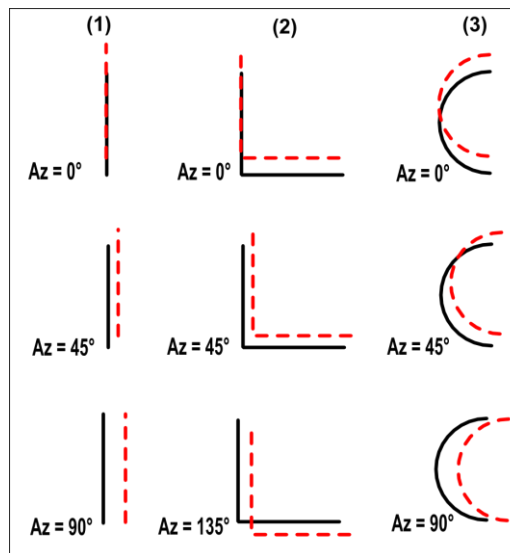 (1) (2) (3)
Az = 0° Az = 0° Az = 0°
Az = 45° Az = 45° Az = 45°
Az = 90° Az = 135° Az = 90°